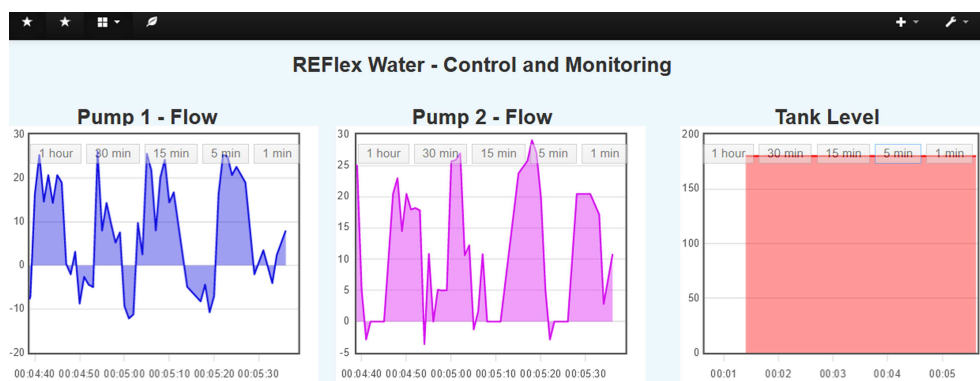 REFlex Water - Control and Monitoring
Pump 1 - Flow
Pump 2 - Flow
Tank Level
30
20
10
0
-10
-20
1 hour 30 min 15 min 5 min 1 min
00:04:40 00:04:50 00:05:00 00:05:10 00:05:20 00:05:30
30
25
20
15
10
5
0
-5
1 hour 30 min 15 min 5 min 1 min
00:04:40 00:04:50 00:05:00 00:05:10 00:05:20 00:05:30
200
150
100
50
0
1 hour 30 min 15 min 5 min 1 min
00:01 00:02 00:03 00:04 00:05